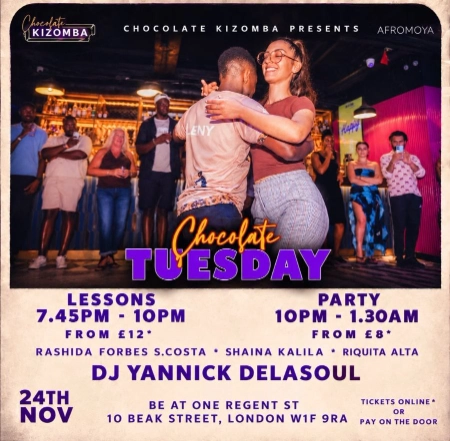 Chocolate
KIZOMBA
CHOCOLATE KIZOMBA PRESENTS
AFROMOYA
LENY
Chocolate
TUESDAY
LESSONS
7.45PM - 10PM
FROM £12*
PARTY
10PM - 1.30AM
FROM £8*
RASHIDA FORBES S.COSTA * SHAINA KALILA * RIQUITA ALTA
DJ YANNICK DELASOUL
24TH
NOV
BE AT ONE REGENT ST
10 BEAK STREET, LONDON W1F 9RA
TICKETS ONLINE*
OR
PAY ON THE DOOR